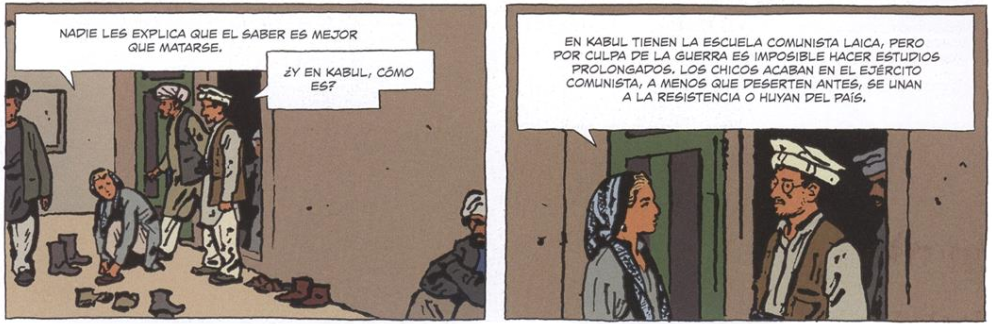 NADIE LES EXPLICA QUE EL SABER ES MEJOR
QUE MATARSE.
¿Y EN KABUL, CÓMO
ES?
EN KABUL TIENEN LA ESCUELA COMUNISTA LAICA, PERO
POR CULPA DE LA GUERRA ES IMPOSIBLE HACER ESTUDIOS
PROLONGADOS. LOS CHICOS ACABAN EN EL EJÉRCITO
COMUNISTA, A MENOS QUE DESERTEN ANTES, SE UNAN
A LA RESISTENCIA O HUYAN DEL PAÍS.